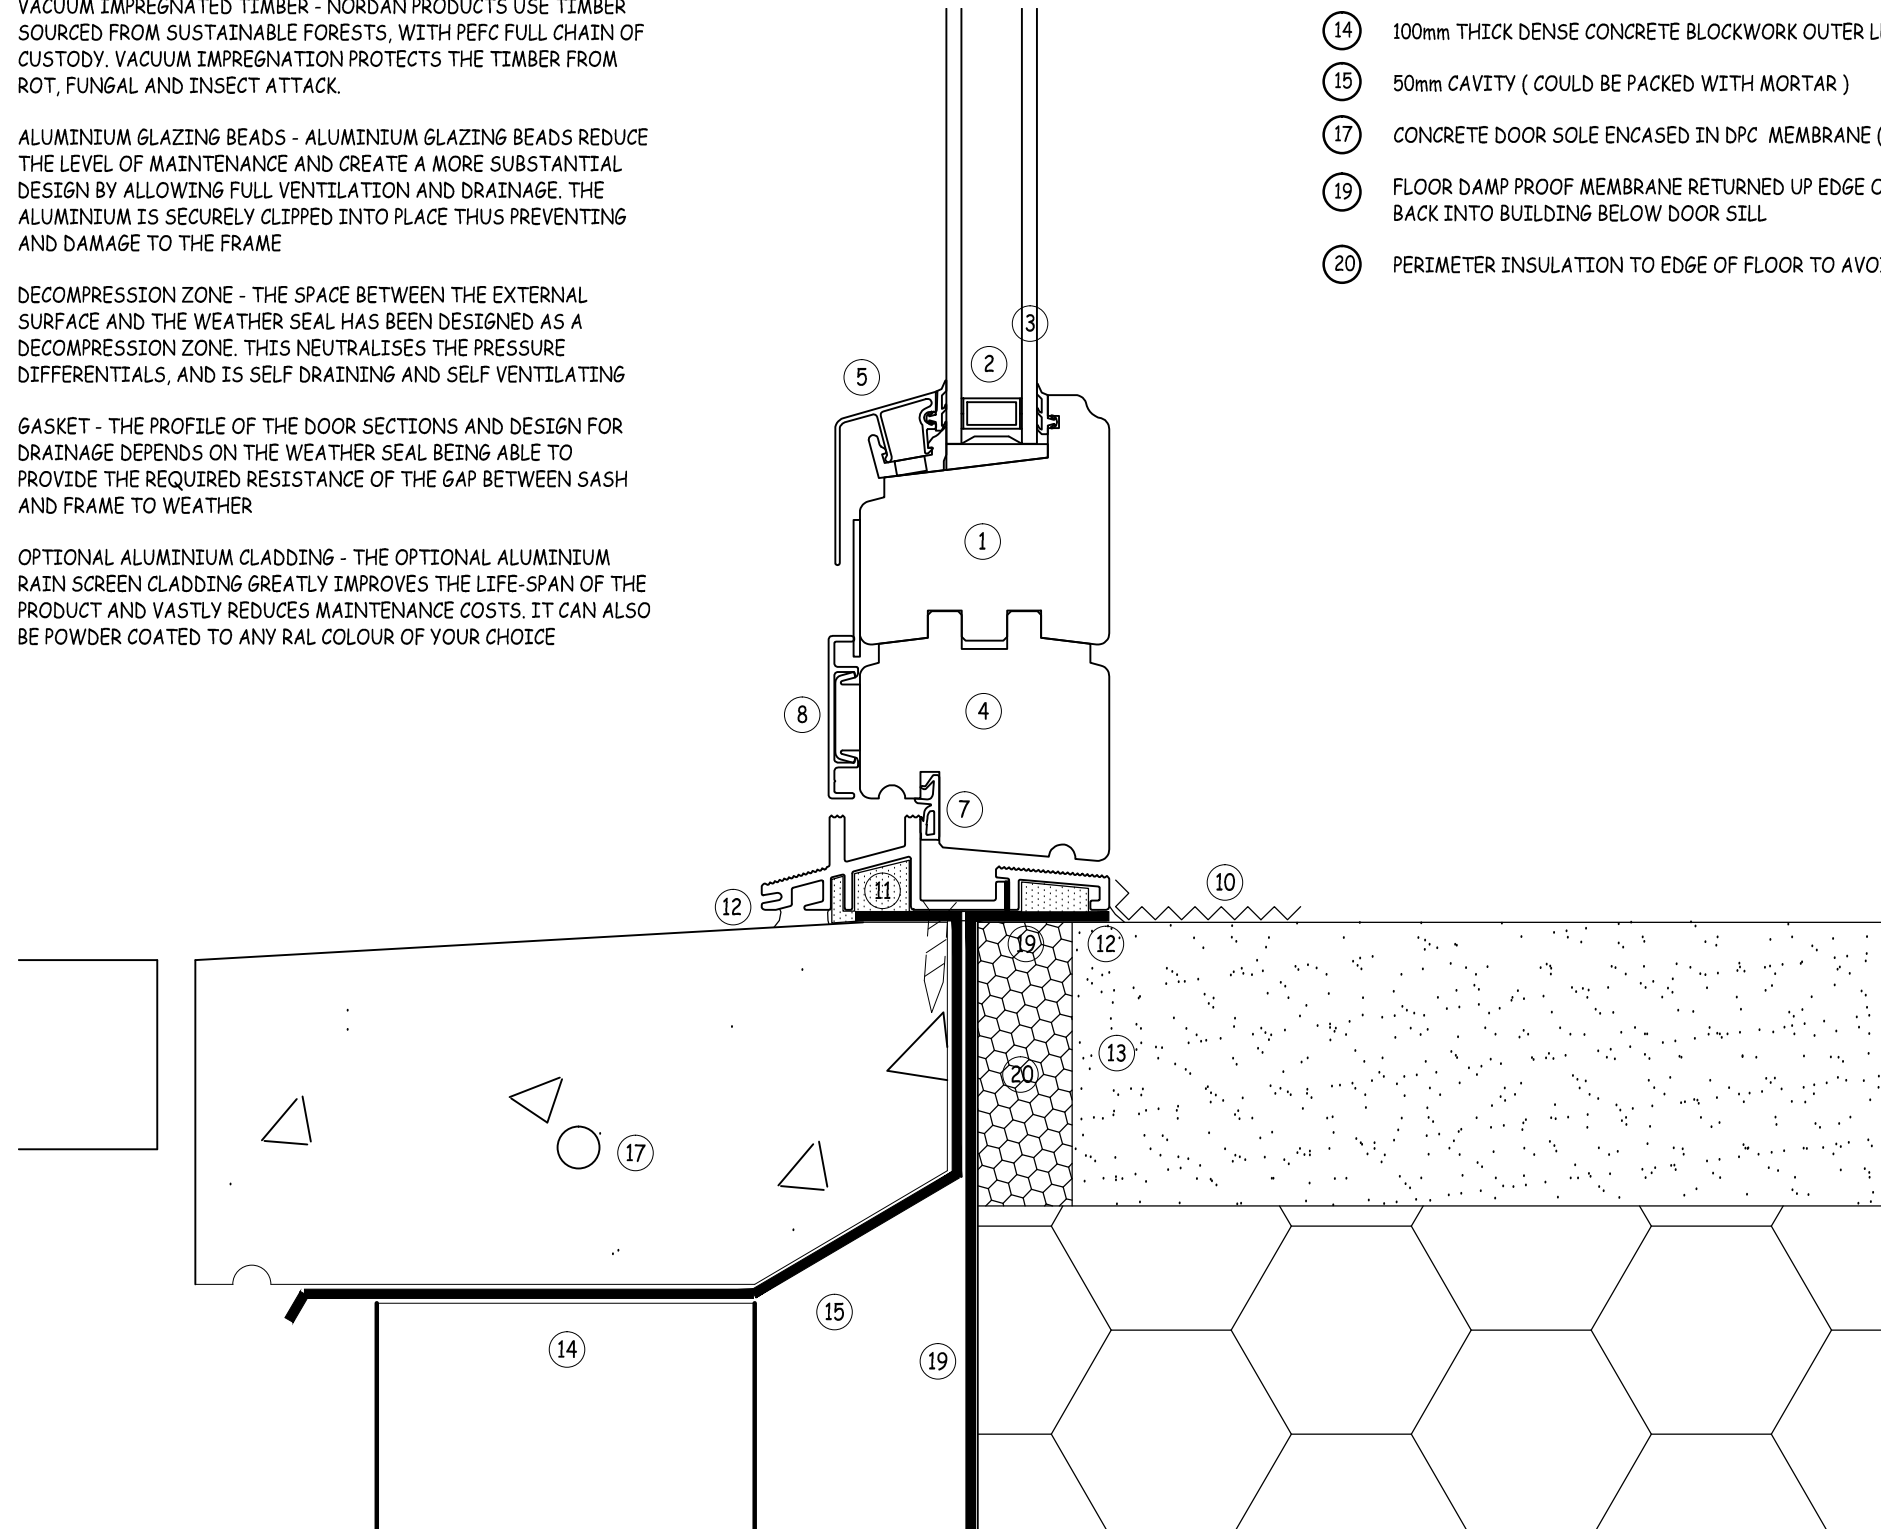 VACUUM IMPREGNATED TIMBER - NORDAN PRODUCTS USE TIMBER
SOURCED FROM SUSTAINABLE FORESTS, WITH PEFC FULL CHAIN OF
CUSTODY. VACUUM IMPREGNATION PROTECTS THE TIMBER FROM
ROT, FUNGAL AND INSECT ATTACK.
ALUMINIUM GLAZING BEADS - ALUMINIUM GLAZING BEADS REDUCE
THE LEVEL OF MAINTENANCE AND CREATE A MORE SUBSTANTIAL
DESIGN BY ALLOWING FULL VENTILATION AND DRAINAGE. THE
ALUMINIUM IS SECURELY CLIPPED INTO PLACE THUS PREVENTING
AND DAMAGE TO THE FRAME
DECOMPRESSION ZONE - THE SPACE BETWEEN THE EXTERNAL
SURFACE AND THE WEATHER SEAL HAS BEEN DESIGNED AS A
DECOMPRESSION ZONE. THIS NEUTRALISES THE PRESSURE
DIFFERENTIALS, AND IS SELF DRAINING AND SELF VENTILATING
GASKET - THE PROFILE OF THE DOOR SECTIONS AND DESIGN FOR
DRAINAGE DEPENDS ON THE WEATHER SEAL BEING ABLE TO
PROVIDE THE REQUIRED RESISTANCE OF THE GAP BETWEEN SASH
AND FRAME TO WEATHER
OPTIONAL ALUMINIUM CLADDING - THE OPTIONAL ALUMINIUM
RAIN SCREEN CLADDING GREATLY IMPROVES THE LIFE-SPAN OF THE
PRODUCT AND VASTLY REDUCES MAINTENANCE COSTS. IT CAN ALSO
BE POWDER COATED TO ANY RAL COLOUR OF YOUR CHOICE
14 100mm THICK DENSE CONCRETE BLOCKWORK OUTER
15 50mm CAVITY ( COULD BE PACKED WITH MORTAR )
17 CONCRETE DOOR SOLE ENCASED IN DPC MEMBRANE (
19 FLOOR DAMP PROOF MEMBRANE RETURNED UP EDGE
BACK INTO BUILDING BELOW DOOR SILL
20 PERIMETER INSULATION TO EDGE OF FLOOR TO
3
2
5
1
4
8
7
10
11
12
19
12
13
20
17
15
14
19